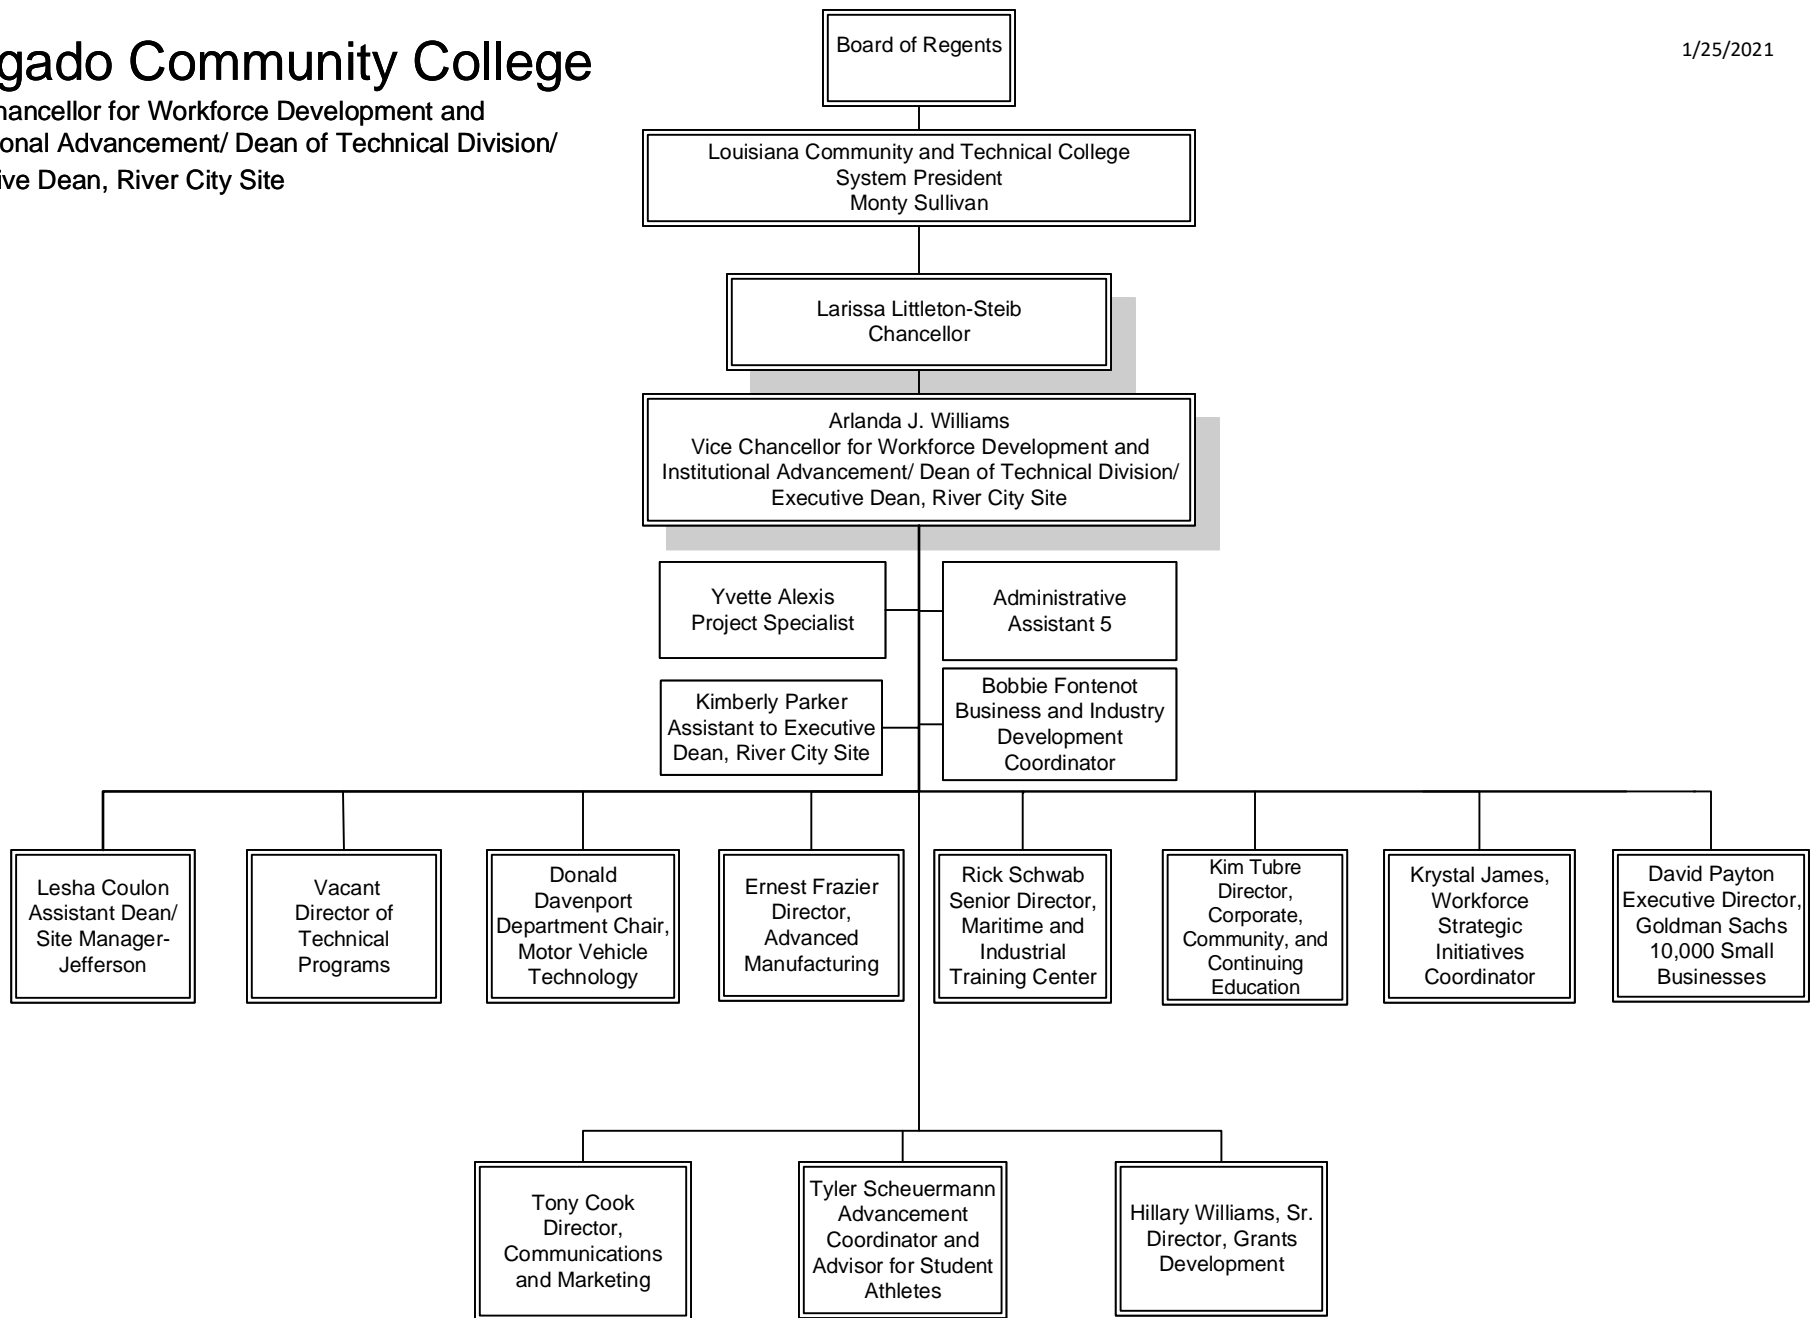 gado Community College
hancellor for Workforce Development and
onal Advancement/ Dean of Technical Division/
ive Dean, River City Site
1/25/2021
Board of Regents
Louisiana Community and Technical College
System President
Monty Sullivan
Larissa Littleton-Steib
Chancellor
Arlanda J. Williams
Vice Chancellor for Workforce Development and
Institutional Advancement/ Dean of Technical Division/
Executive Dean, River City Site
Yvette Alexis
Project Specialist
Administrative
Assistant 5
Kimberly Parker
Assistant to Executive
Dean, River City Site
Bobbie Fontenot
Business and Industry
Development
Coordinator
Lesha Coulon
Assistant Dean/
Site Manager-
Jefferson
Vacant
Director of
Technical
Programs
Donald
Davenport
Department Chair,
Motor Vehicle
Technology
Ernest Frazier
Director,
Advanced
Manufacturing
Rick Schwab
Senior Director,
Maritime and
Industrial
Training Center
Kim Tubre
Director,
Corporate,
Community, and
Continuing
Education
Krystal James,
Workforce
Strategic
Initiatives
Coordinator
David Payton
Executive Director,
Goldman Sachs
10,000 Small
Businesses
Tony Cook
Director,
Communications
and Marketing
Tyler Scheuermann
Advancement
Coordinator and
Advisor for Student
Athletes
Hillary Williams, Sr.
Director, Grants
Development